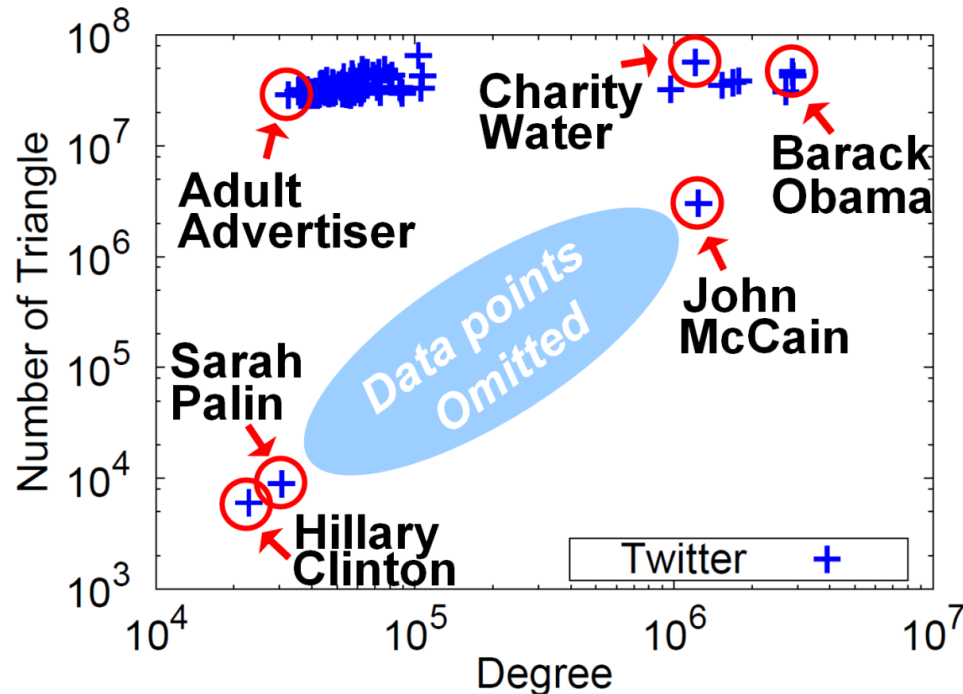 Number of Triangle
10^8
10^7
10^6
10^5
10^4
10^3
Adult
Advertiser
Charity
Water
Barack
Obama
John
McCain
Data points
Omitted
Sarah
Palin
Hillary
Clinton
Twitter
10^4
10^5
10^6
10^7
Degree